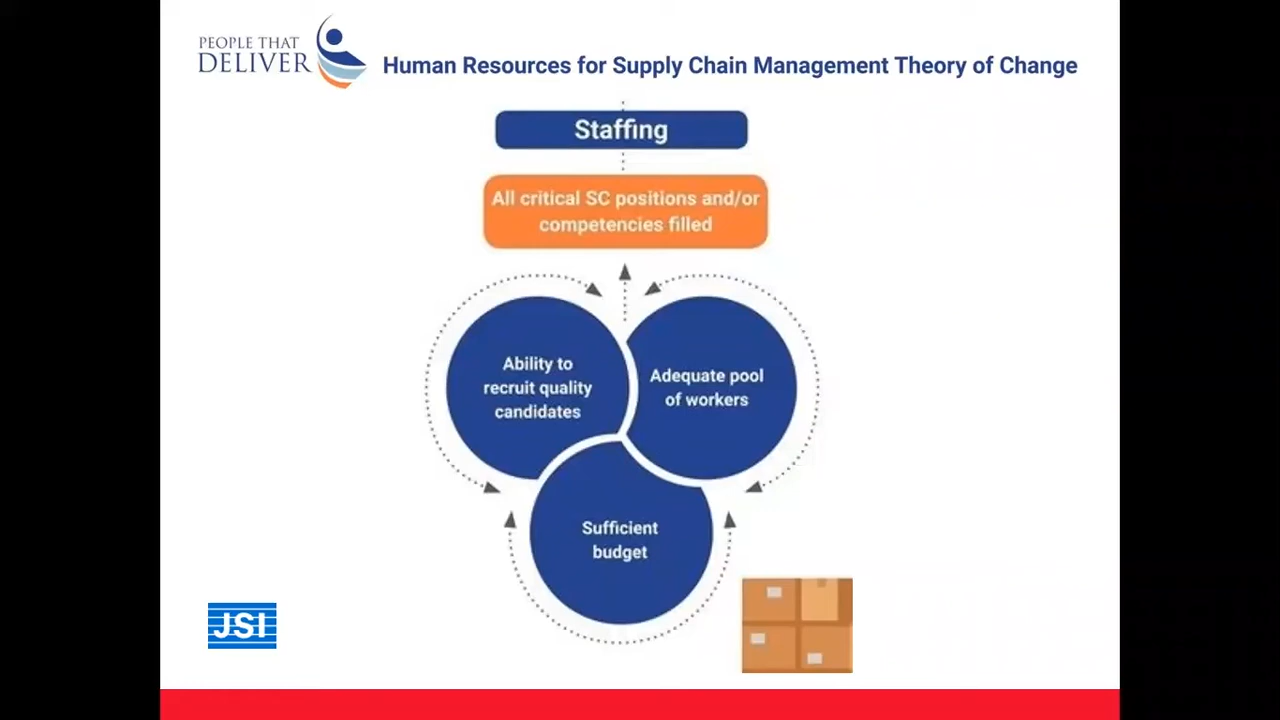 PEOPLE THAT
DELIVER
Human Resources for Supply Chain Management Theory of Change
Staffing
All critical SC positions and/or
competencies filled
Ability to
recruit quality
candidates
Adequate pool
of workers
Sufficient
budget
JSI